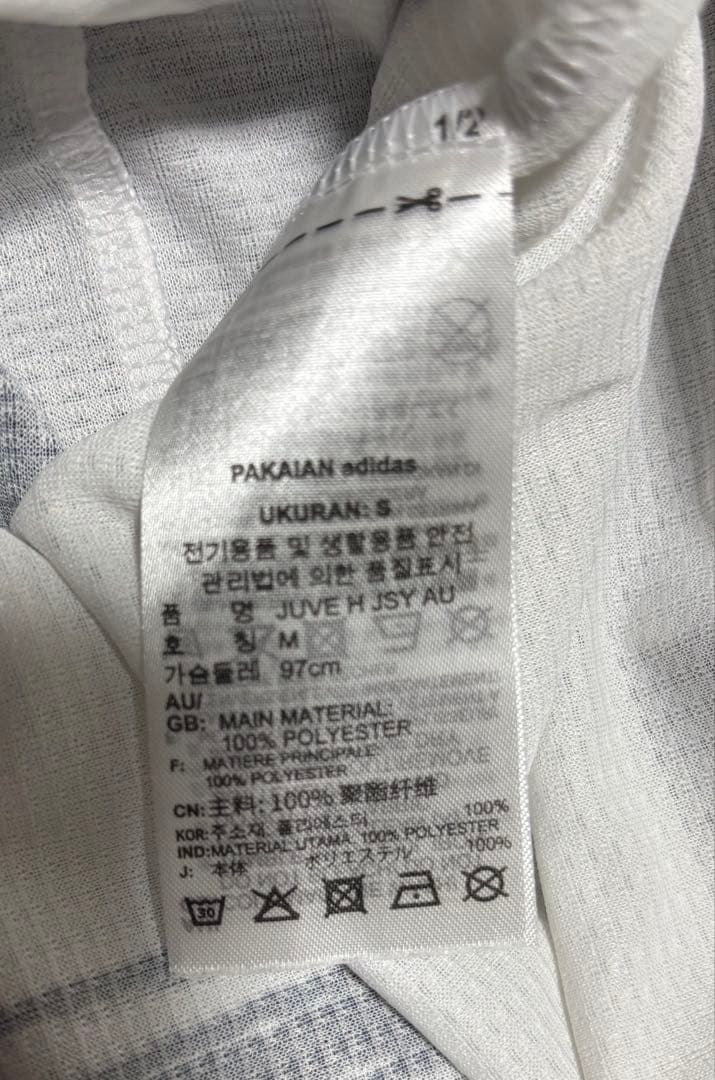 1/2
PAKAIAN adidas
UKURAN: S
전기용품 및 생활용품 안전
관리법에 의한 품질표시
품 명 JUVE H JSY AU
호 칭 M
가슴둘레 97cm
AU/
GB: MAIN MATERIAL:
100% POLYESTER
F: MATIERE PRINCIPALE:
100% POLYESTER
CN: 主料: 100% 聚酯纤维
KOR: 주소재, 폴리에스터 100%
IND: MATERIAL UTAMA, 100% POLYESTER
J: 本体 ポリエステル 100%
30